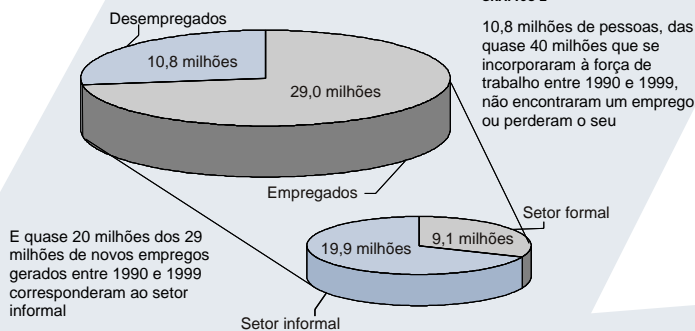 Desempregados
10,8 milhões
29,0 milhões
Empregados
10,8 milhões de pessoas, das
quase 40 milhões que se
incorporaram à força de
trabalho entre 1990 e 1999,
não encontraram um emprego
ou perderam o seu
E quase 20 milhões dos 29
milhões de novos empregos
gerados entre 1990 e 1999
corresponderam ao setor
informal
Setor formal
19,9 milhões
9,1 milhões
Setor informal